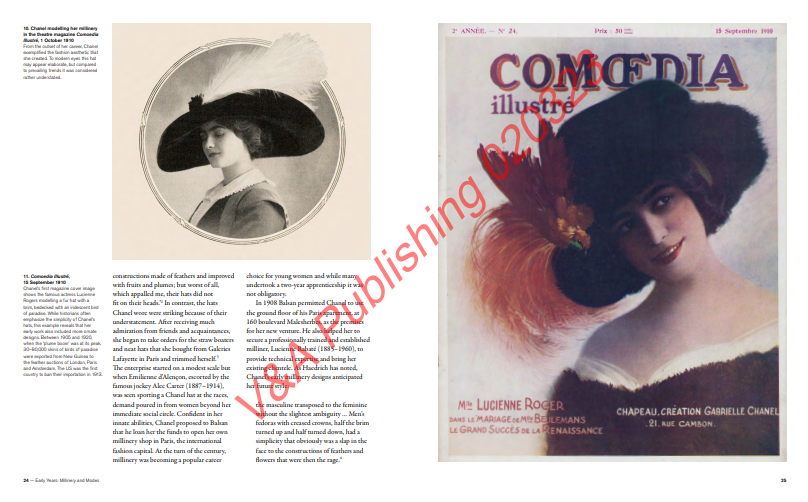 10. Chanel modelling her millinery
in the theatre magazine Comoedia
Illustré, 1 October 1910
From the outset of her career, Chanel
exemplified the fashion aesthetic that
she created. To modern eyes this hat
may appear elaborate, but compared
to prevailing trends it was considered
rather understated.
11. Comoedia Illustré,
15 September 1910
Chanel's first magazine cover image
shows the famous actress Lucienne
Rogers modelling a fur hat with a
torn, bedecked with an iridescent bird
of paradise. While historians often
emphasize the simplicity of Chanel's
hats, this example reveals that her
early work also included more ornate
designs. Between 1905 and 1920,
when the 'plume boom' was at its peak,
30–80,000 skins of birds of paradise
were exported from New Guinea to
the feather auctions of London, Paris
and Amsterdam. The US was the first
country to ban their importation in 1913.
constructions made of feathers and improved
with fruits and plumes; but worst of all,
which appalled me, their hats did not
fit on their heads.' In contrast, the hats
Chanel wore were striking because of their
understatement. After receiving much
admiration from friends and acquaintances,
she began to take orders for the straw boaters
and neat hats that she bought from Galeries
Lafayette in Paris and trimmed herself.
The enterprise started on a modest scale but
when Emilienne d'Alençon, escorted by the
famous jockey Alec Carter (1887–1914),
was seen sporting a Chanel hat at the races,
demand poured in from women beyond her
immediate social circle. Confident in her
innate abilities, Chanel proposed to Balsan
that he loan her the funds to open her own
millinery shop in Paris, the international
fashion capital. At the turn of the century,
millinery was becoming a popular career
choice for young women and while many
undertook a two-year apprenticeship it was
not obligatory.
In 1908 Balsan permitted Chanel to use
the ground floor of his Paris apartment, at
160 boulevard Malesherbes, as the premises
for her new venture. He also helped her to
secure a professionally trained and established
milliner, Lucienne Rabaté (1885–1960), to
provide technical expertise and bring her
existing clientele. As Haedrich has noted,
Chanel's early millinery designs anticipated
her future style:
the masculine transposed to the feminine
without the slightest ambiguity ... Men's
fedoras with creased crowns, half the brim
turned up and half turned down, had a
simplicity that obviously was a slap in the
face to the constructions of feathers and
flowers that were then the rage.
24 — Early Years: Millinery and Modes
2e ANNÉE. — N° 24.
Prix : 50
15 Septembre 1910
COMŒDIA
illustré
Mlle LUCIENNE ROGER
DANS LE MARIAGE DE Mlle BEULEMANS
LE GRAND SUCCÈS DE LA RENAISSANCE
CHAPEAU, CRÉATION GABRIELLE CHANEL
. 21. RUE CAMBON.
25
V&A Publishing 020323